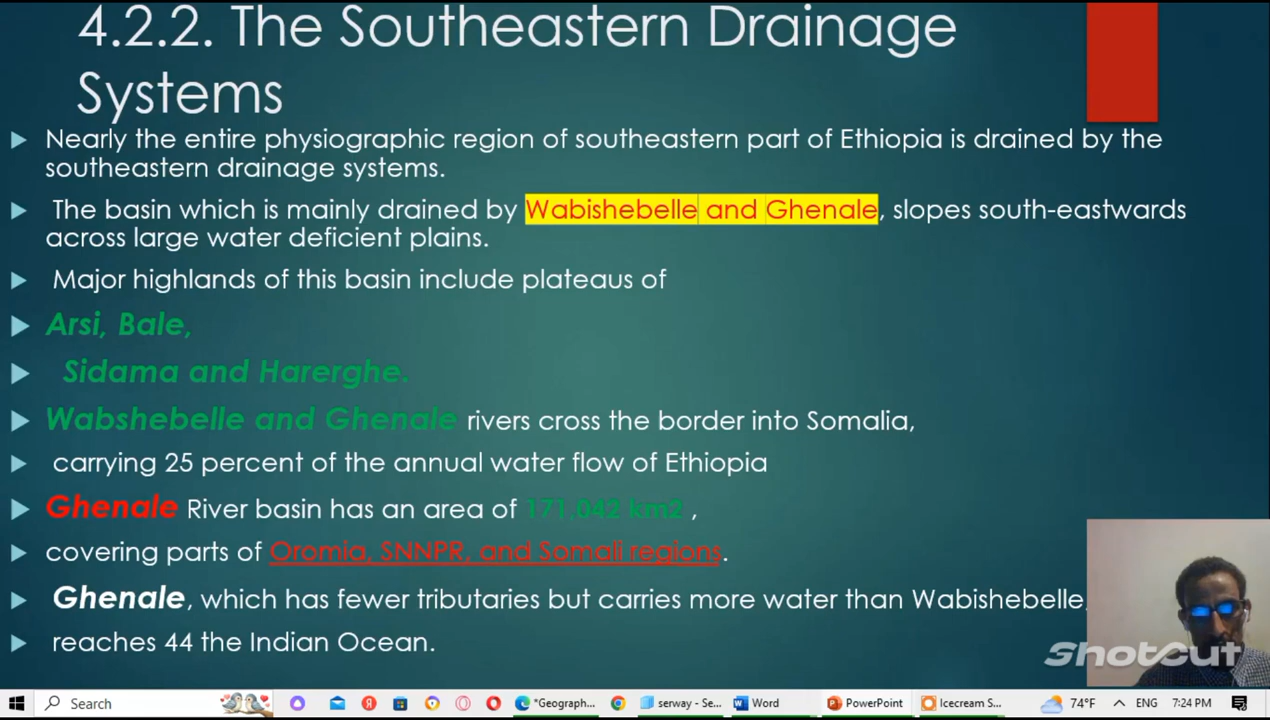 4.2.2. The Southeastern Drainage
Systems
Nearly the entire physiographic region of southeastern part of Ethiopia is drained by the
southeastern drainage systems.
The basin which is mainly drained by Wabishebelle and Ghenale, slopes south-eastwards
across large water deficient plains.
Major highlands of this basin include plateaus of
Arsi, Bale,
Sidama and Harerghe.
Wabshebelle and Ghenale rivers cross the border into Somalia,
carrying 25 percent of the annual water flow of Ethiopia
Ghenale River basin has an area of 171,042 km2 ,
covering parts of Oromia, SNNPR, and Somali regions.
Ghenale, which has fewer tributaries but carries more water than Wabishebelle,
reaches 44 the Indian Ocean.
SHOTCUT
Search
*Geograph...
serway - Se...
Word
PowerPoint
Icecream S...
74°F
ENG
7:24 PM